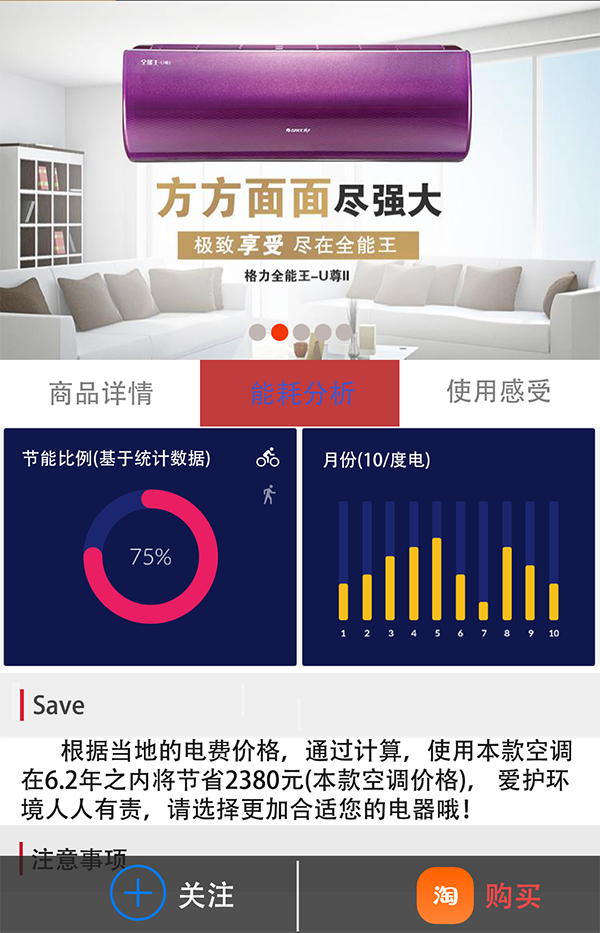 全能王-U尊
GREE格力
方方面面尽强大
极致享受 尽在全能王
格力全能王-U尊II
商品详情
能耗分析
使用感受
节能比例(基于统计数据)
75%
月份(10/度电)
1 2 3 4 5 6 7 8 9 10
Save
根据当地的电费价格，通过计算，使用本款空调
在6.2年之内将节省2380元(本款空调价格)， 爱护环
境人人有责，请选择更加合适您的电器哦！
注意事项
关注
淘
购买